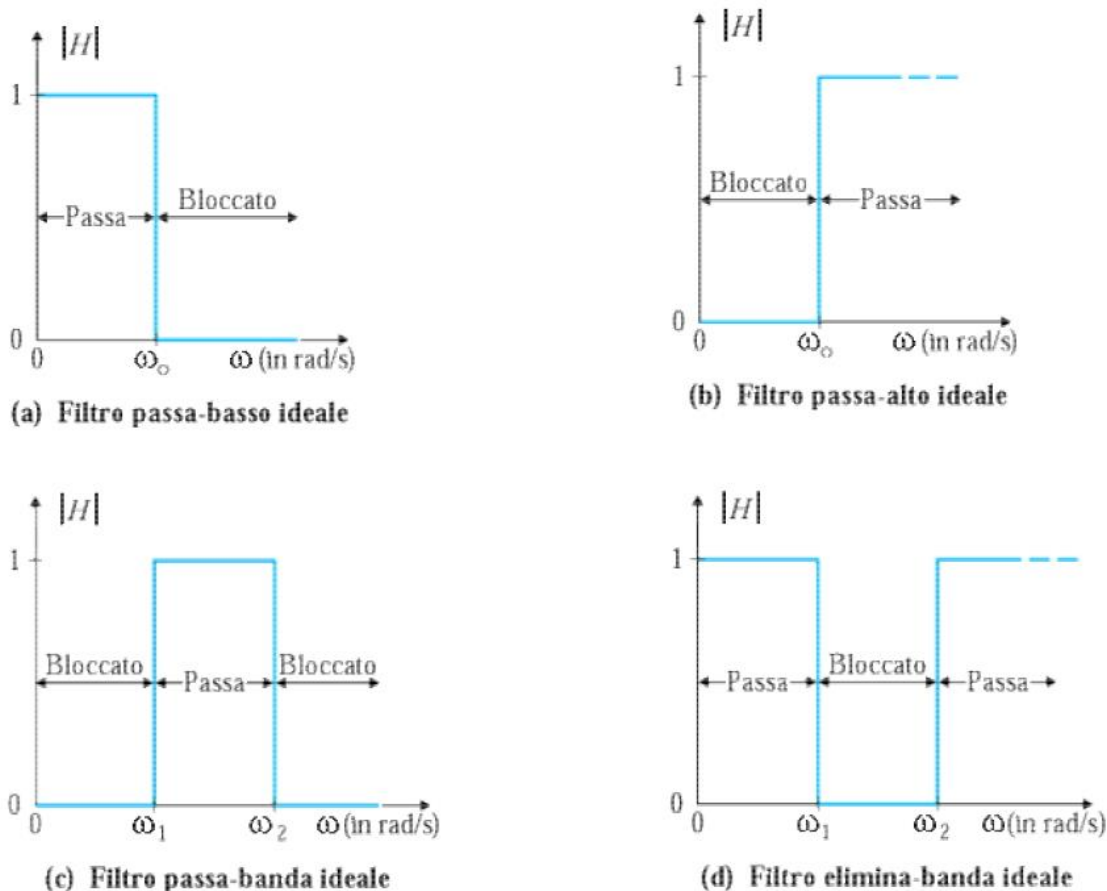 |H|
1
Bloccato
Passa
0
0 ω₀ ω (in rad/s)
(a) Filtro passa-basso ideale
|H|
1
Bloccato
Passa
0
0 ω₀ ω (in rad/s)
(b) Filtro passa-alto ideale
|H|
1
Bloccato Passa Bloccato
0
0 ω₁ ω₂ ω(in rad/s)
(c) Filtro passa-banda ideale
|H|
1
Passa Bloccato Passa
0
0 ω₁ ω₂ ω(in rad/s)
(d) Filtro elimina-banda ideale